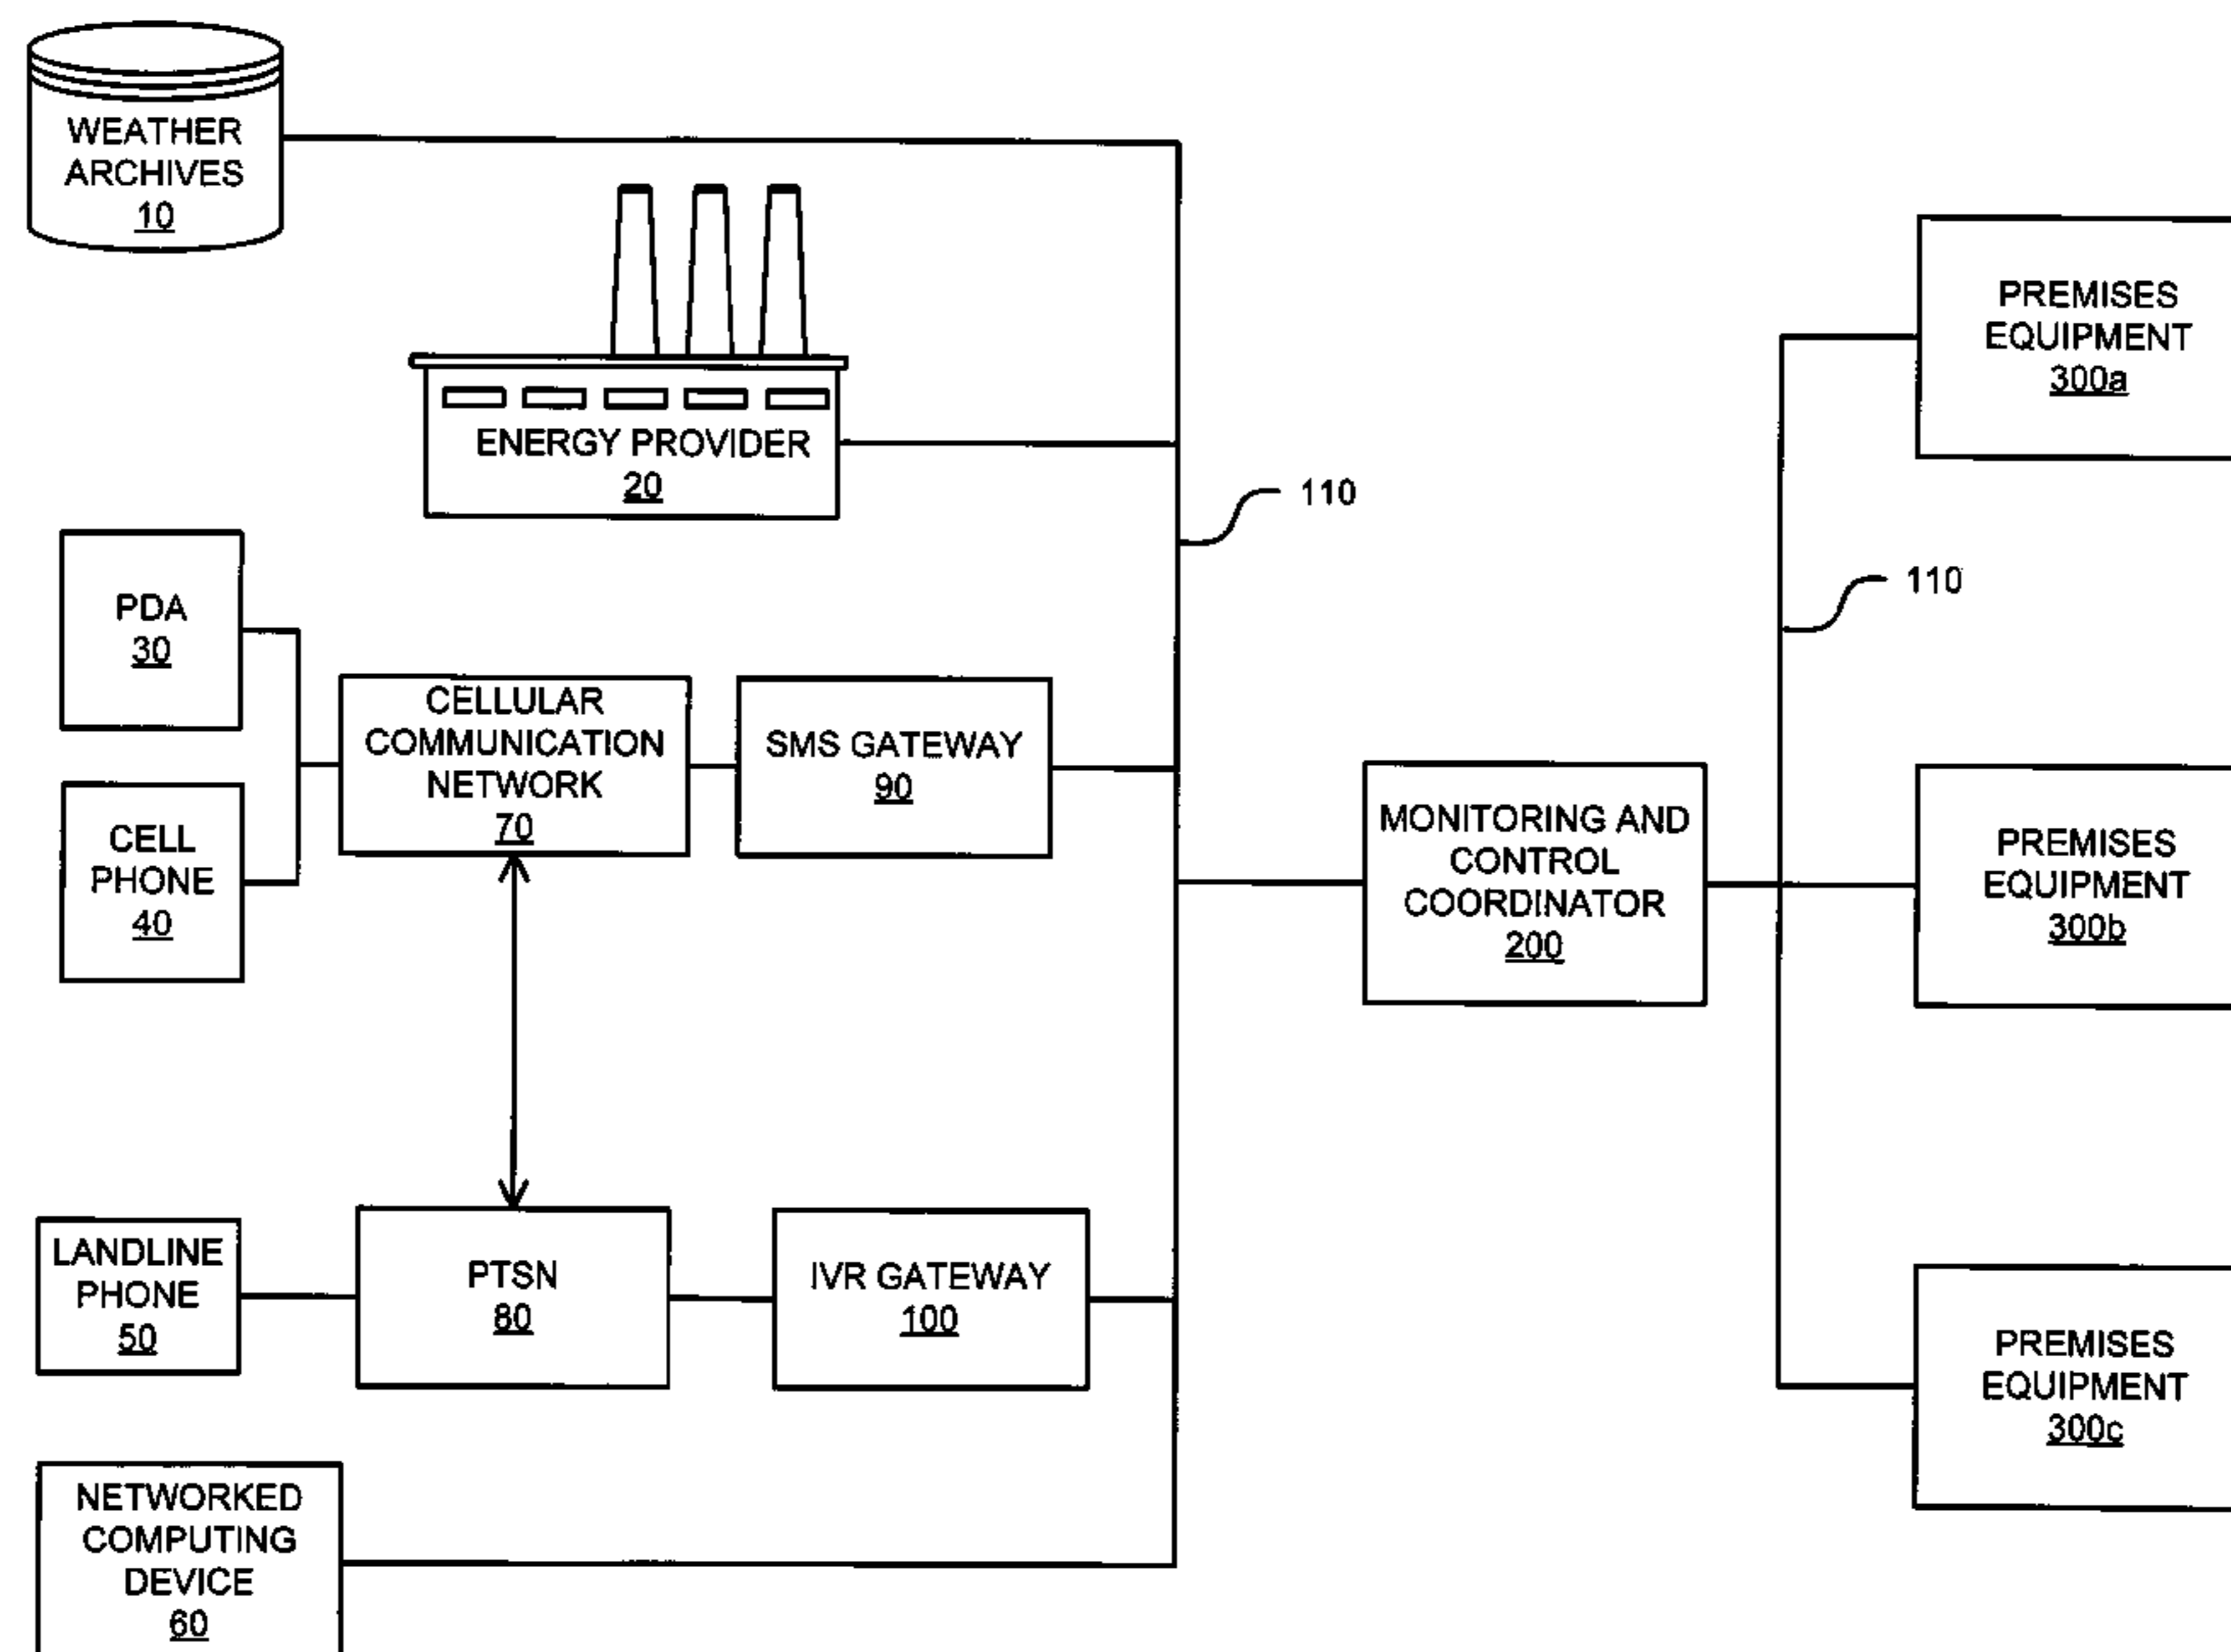 WEATHER
ARCHIVES
10
ENERGY PROVIDER
20
110
PREMISES
EQUIPMENT
300a
110
PDA
30
CELL
PHONE
40
CELLULAR
COMMUNICATION
NETWORK
70
SMS GATEWAY
90
MONITORING AND
CONTROL
COORDINATOR
200
PREMISES
EQUIPMENT
300b
LANDLINE
PHONE
50
PTSN
80
IVR GATEWAY
100
PREMISES
EQUIPMENT
300c
NETWORKED
COMPUTING
DEVICE
60